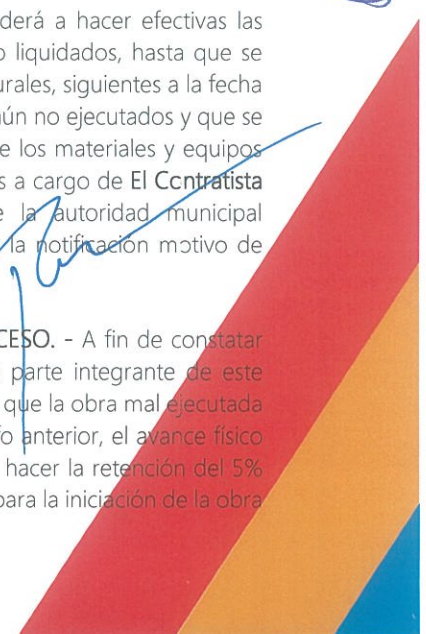 derá a hacer efectivas las
o liquidados, hasta que se
urales, siguientes a la fecha
ún no ejecutados y que se
e los materiales y equipos
s a cargo de El Contratista
e la autoridad municipal
la notificación motivo de
CESO. - A fin de constatar
parte integrante de este
que la obra mal ejecutada
fo anterior, el avance físico
hacer la retención del 5%
para la iniciación de la obra